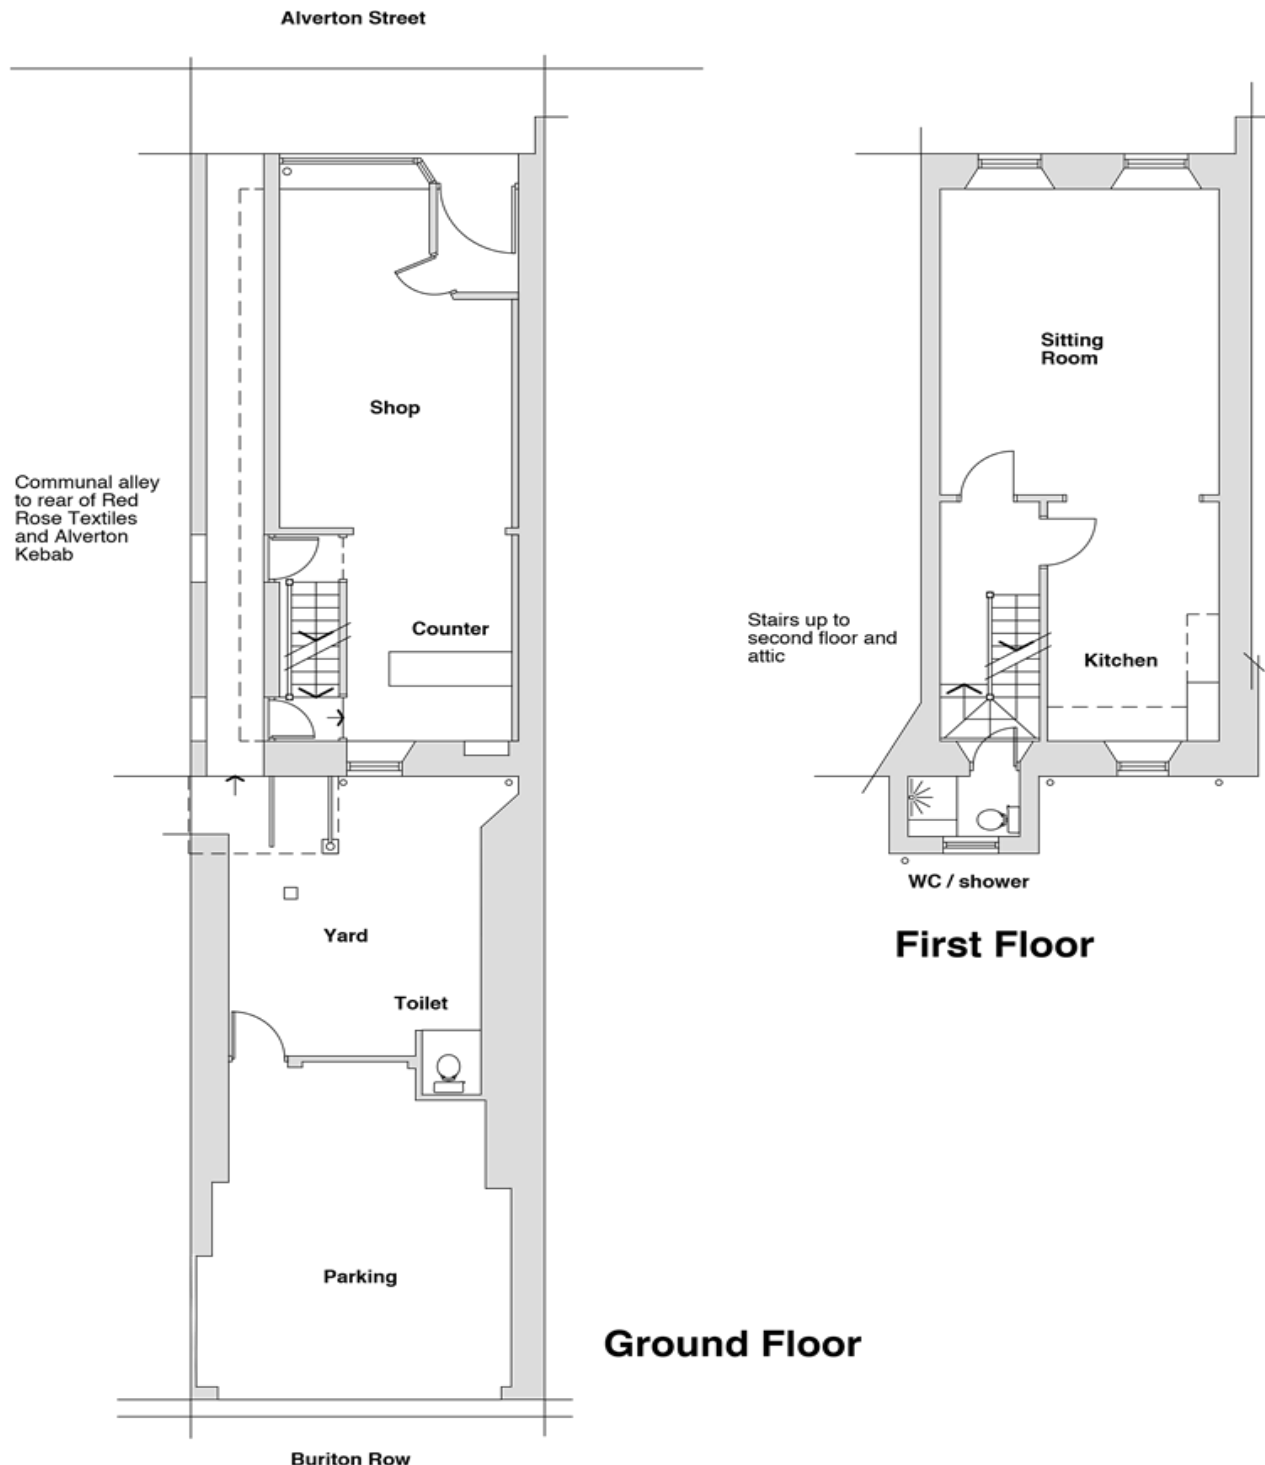 Alverton Street
Shop
Communal alley
to rear of Red
Rose Textiles
and Alverton
Kebab
Counter
Yard
Toilet
Parking
Ground Floor
Buriton Row
Sitting
Room
Stairs up to
second floor and
attic
Kitchen
WC / shower
First Floor